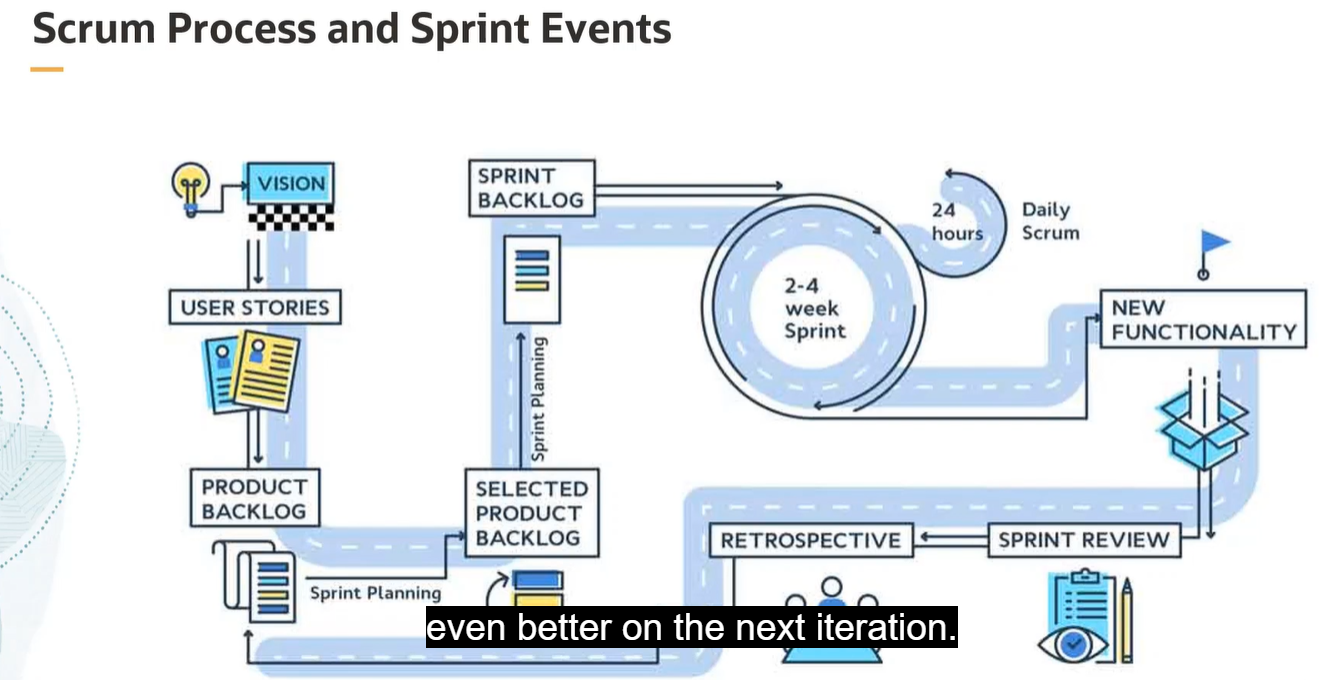 Scrum Process and Sprint Events
VISION
USER STORIES
PRODUCT
BACKLOG
Sprint Planning
SELECTED
PRODUCT
BACKLOG
Sprint Planning
SPRINT
BACKLOG
2-4
week
Sprint
24
hours
Daily
Scrum
NEW
FUNCTIONALITY
SPRINT REVIEW
RETROSPECTIVE
even better on the next iteration.